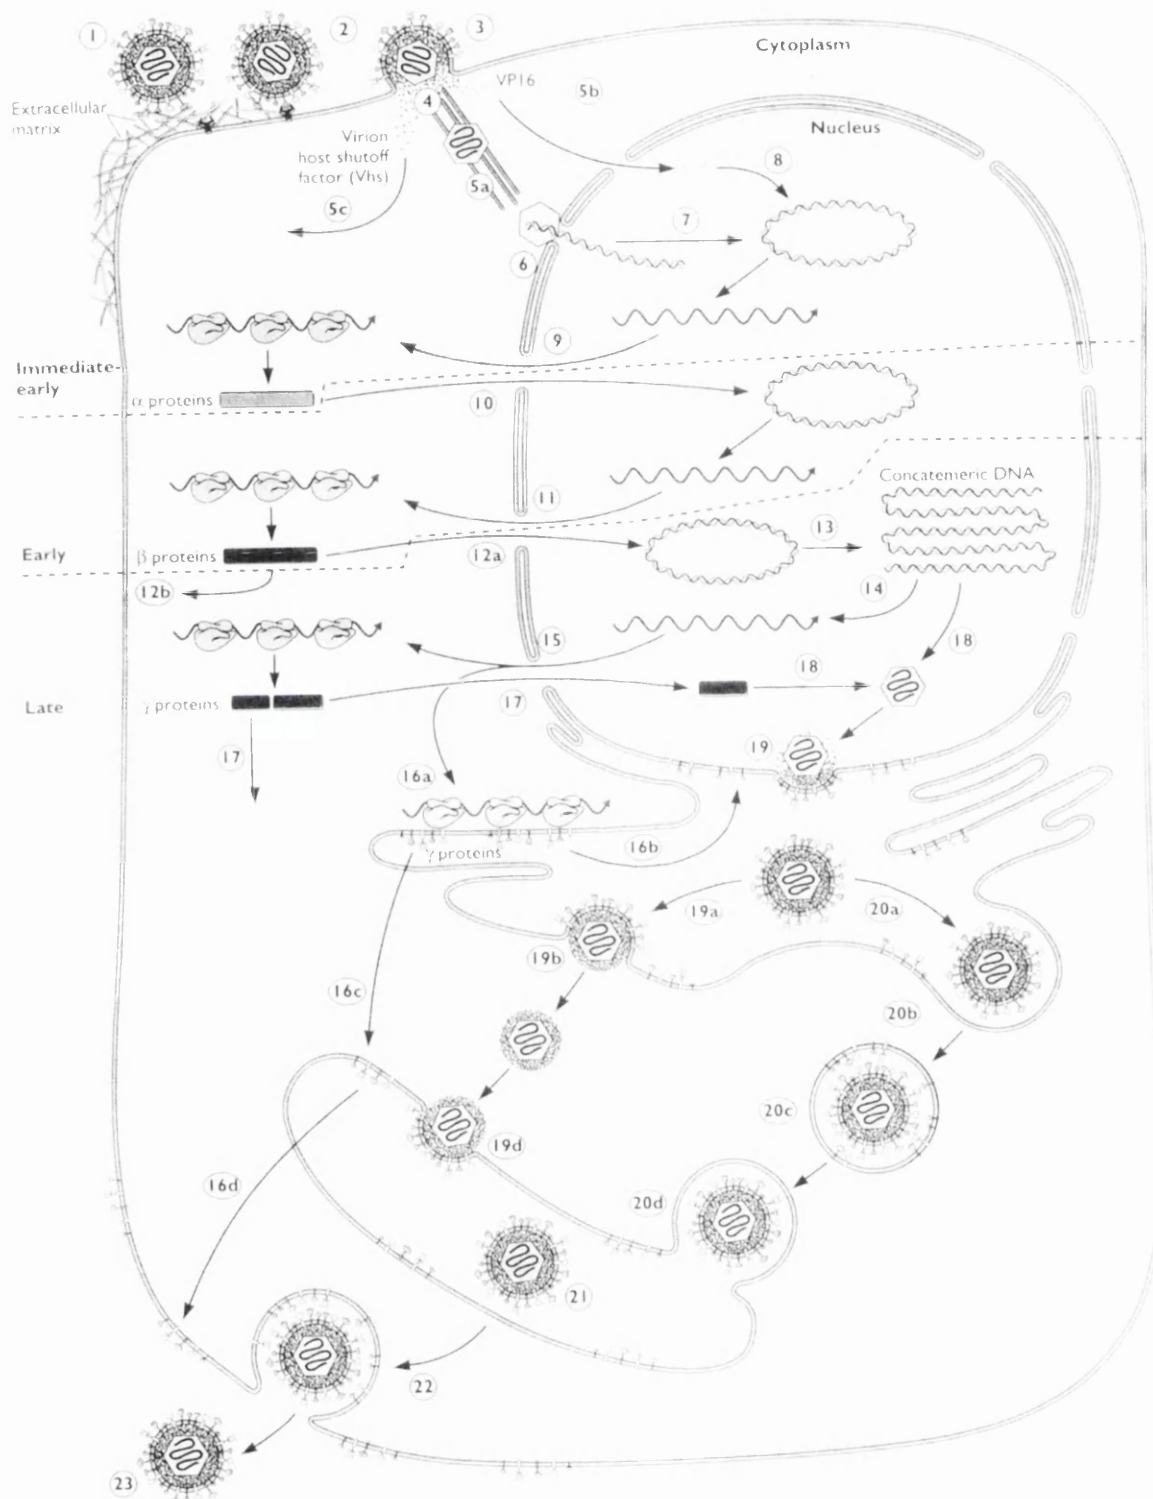 1
2
3
Cytoplasm
Extracellular
matrix
4
VP16
5b
Nucleus
Virion
host shutoff
factor (Vhs)
5a
5c
8
7
6
9
Immediate-
early
α proteins
10
11
Concatemeric DNA
Early
β proteins
12a
13
12b
14
15
18
18
Late
γ proteins
17
17
19
16a
γ proteins
16b
19a
20a
19b
16c
20b
20c
19d
16d
20d
21
22
23